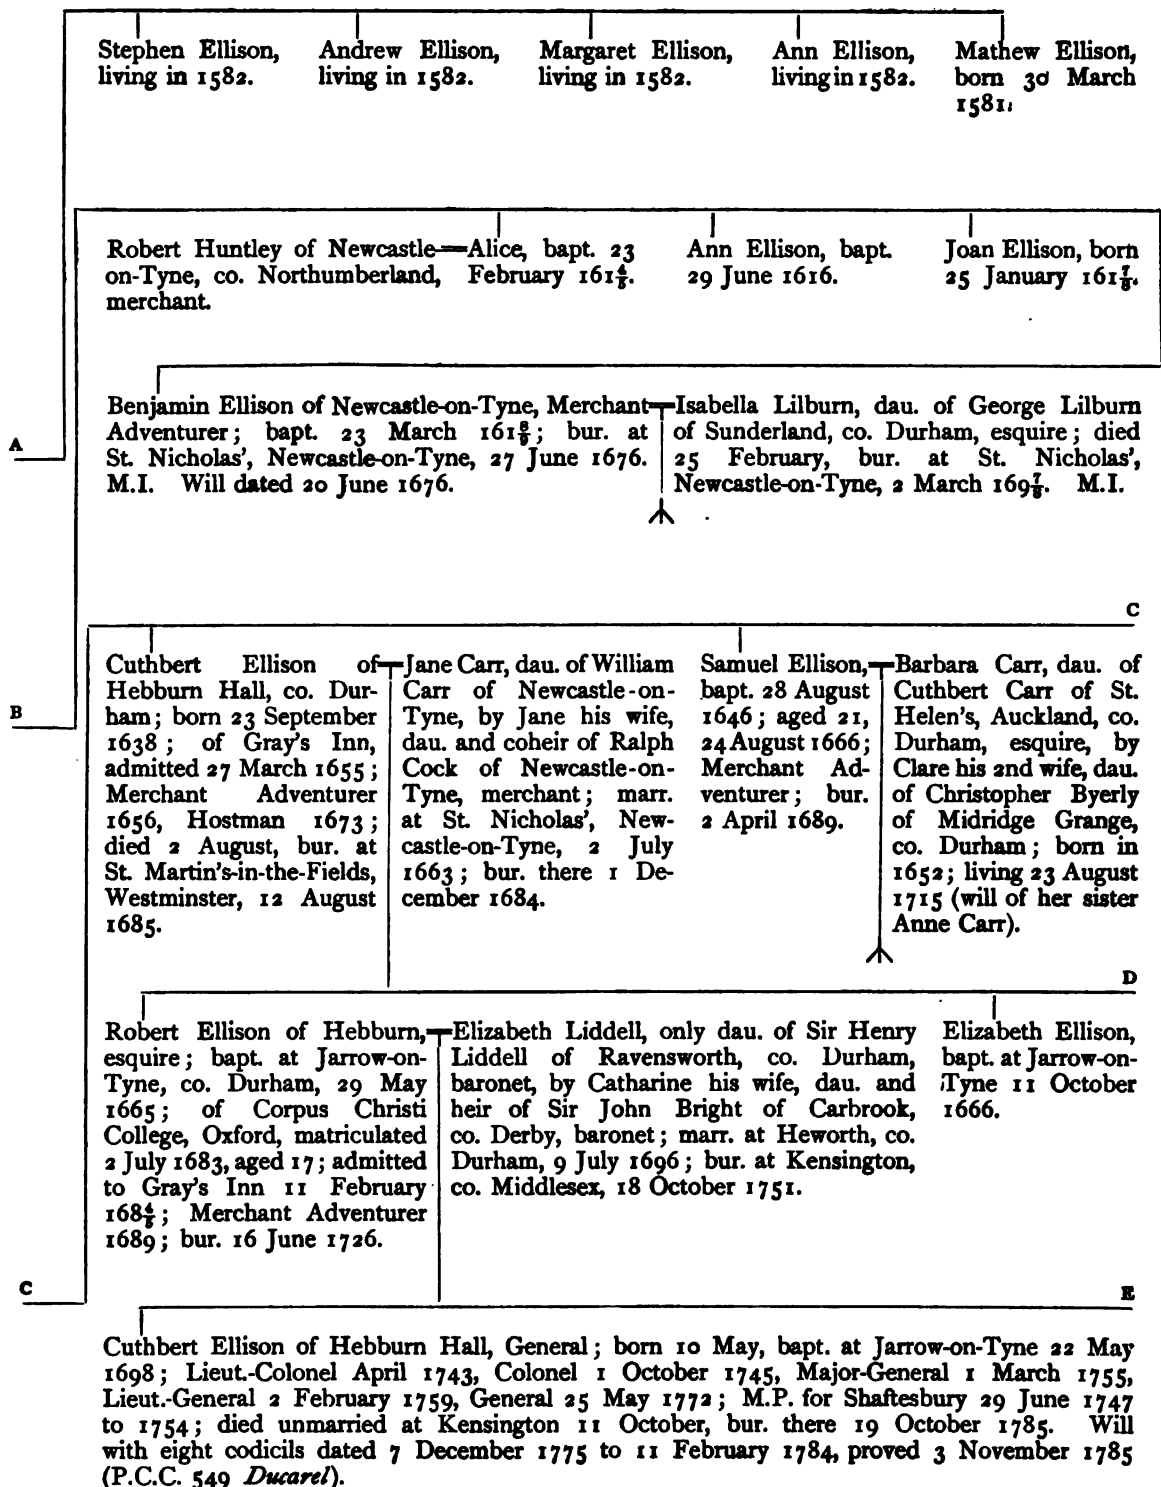 Stephen Ellison,
living in 1582.
Andrew Ellison,
living in 1582.
Margaret Ellison,
living in 1582.
Ann Ellison,
living in 1582.
Mathew Ellison,
born 30 March
1581.
Robert Huntley of Newcastle-
on-Tyne, co. Northumberland,
merchant.
Alice, bapt. 23
February 161⅘.
Ann Ellison, bapt.
29 June 1616.
Joan Ellison, born
25 January 161⅞.
A
Benjamin Ellison of Newcastle-on-Tyne, Merchant
Adventurer; bapt. 23 March 1618/9; bur. at
St. Nicholas', Newcastle-on-Tyne, 27 June 1676.
M.I. Will dated 20 June 1676.
Isabella Lilburn, dau. of George Lilburn
of Sunderland, co. Durham, esquire; died
25 February, bur. at St. Nicholas',
Newcastle-on-Tyne, 2 March 169⅞. M.I.
C
B
Cuthbert Ellison of
Hebburn Hall, co. Dur-
ham; born 23 September
1638; of Gray's Inn,
admitted 27 March 1655;
Merchant Adventurer
1656, Hostman 1673;
died 2 August, bur. at
St. Martin's-in-the-Fields,
Westminster, 12 August
1685.
Jane Carr, dau. of William
Carr of Newcastle-on-
Tyne, by Jane his wife,
dau. and coheir of Ralph
Cock of Newcastle-on-
Tyne, merchant; marr.
at St. Nicholas', New-
castle-on-Tyne, 2 July
1663; bur. there 1 De-
cember 1684.
Samuel Ellison,
bapt. 28 August
1646; aged 21,
24 August 1666;
Merchant Ad-
venturer; bur.
2 April 1689.
Barbara Carr, dau. of
Cuthbert Carr of St.
Helen's, Auckland, co.
Durham, esquire, by
Clare his 2nd wife, dau.
of Christopher Byerly
of Midridge Grange,
co. Durham; born in
1652; living 23 August
1715 (will of her sister
Anne Carr).
D
Robert Ellison of Hebburn,
esquire; bapt. at Jarrow-on-
Tyne, co. Durham, 29 May
1665; of Corpus Christi
College, Oxford, matriculated
2 July 1683, aged 17; admitted
to Gray's Inn 11 February
168⅘; Merchant Adventurer
1689; bur. 16 June 1726.
Elizabeth Liddell, only dau. of Sir Henry
Liddell of Ravensworth, co. Durham,
baronet, by Catharine his wife, dau. and
heir of Sir John Bright of Carbrook,
co. Derby, baronet; marr. at Heworth, co.
Durham, 9 July 1696; bur. at Kensington,
co. Middlesex, 18 October 1751.
Elizabeth Ellison,
bapt. at Jarrow-on-
Tyne 11 October
1666.
C
E
Cuthbert Ellison of Hebburn Hall, General; born 10 May, bapt. at Jarrow-on-Tyne 22 May
1698; Lieut.-Colonel April 1743, Colonel 1 October 1745, Major-General 1 March 1755,
Lieut.-General 2 February 1759, General 25 May 1772; M.P. for Shaftesbury 29 June 1747
to 1754; died unmarried at Kensington 11 October, bur. there 19 October 1785. Will
with eight codicils dated 7 December 1775 to 11 February 1784, proved 3 November 1785
(P.C.C. 549 Ducarel).